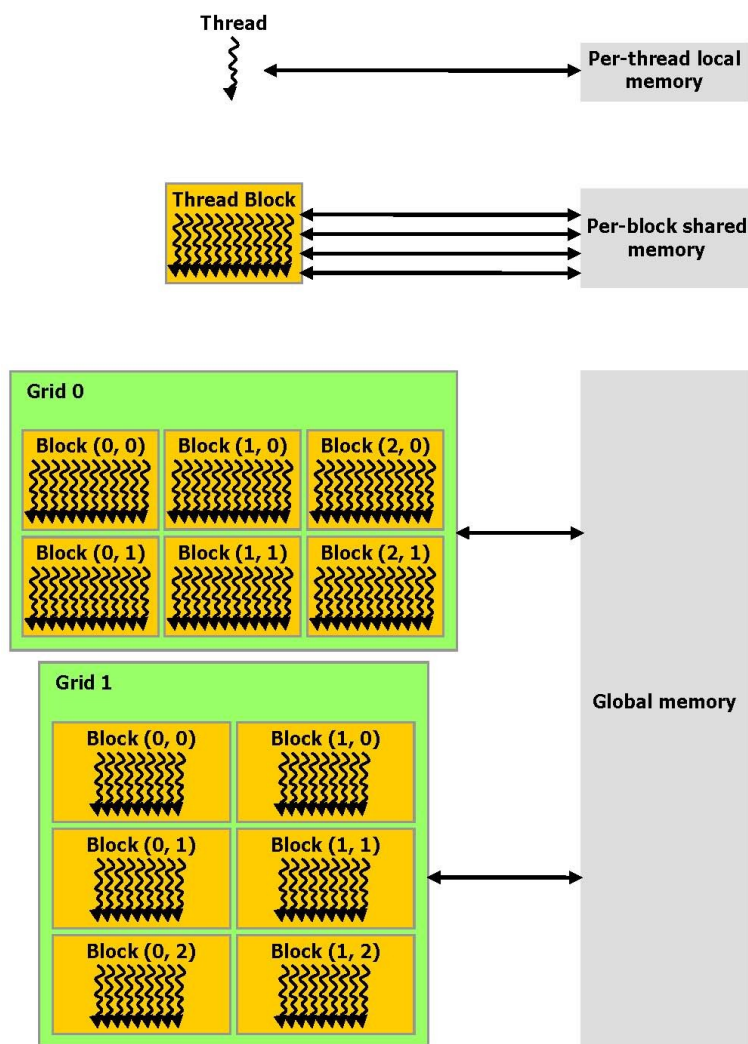 Thread
Per-thread local
memory
Thread Block
Per-block shared
memory
Grid 0
Block (0, 0) Block (1, 0) Block (2, 0)
Block (0, 1) Block (1, 1) Block (2, 1)
Grid 1
Block (0, 0) Block (1, 0)
Global memory
Block (0, 1) Block (1, 1)
Block (0, 2) Block (1, 2)